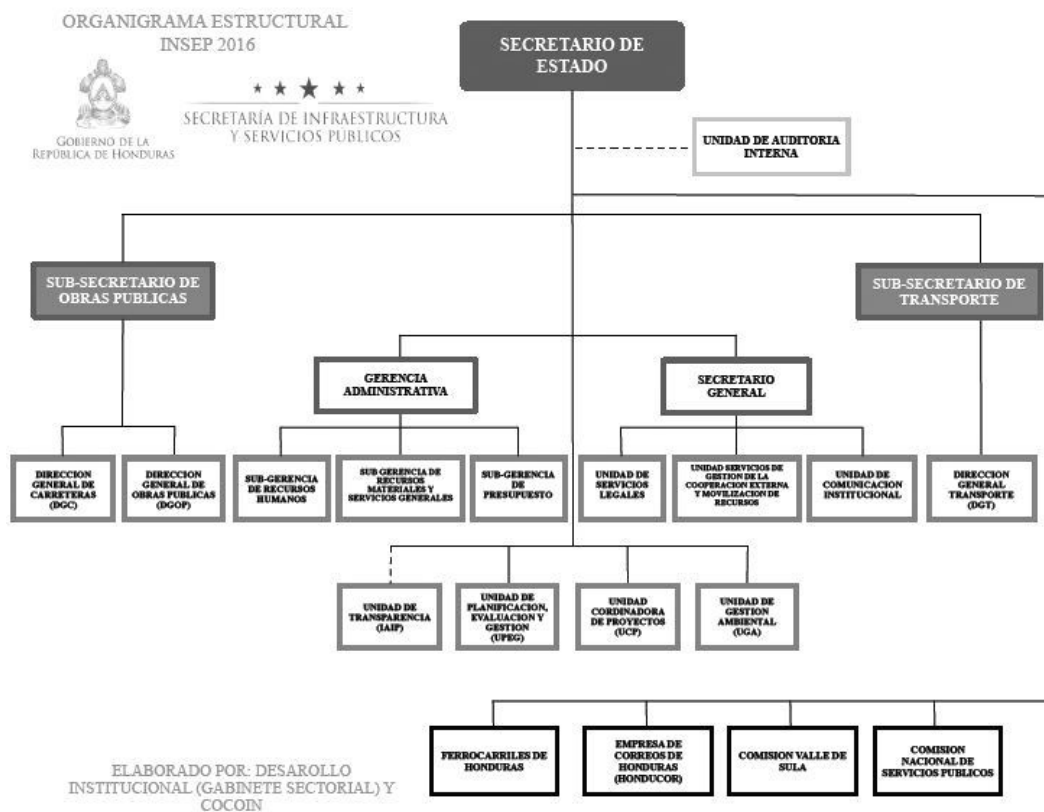 ORGANIGRAMA ESTRUCTURAL
INSEP 2016
GOBIERNO DE LA
REPÚBLICA DE HONDURAS
SECRETARÍA DE INFRAESTRUCTURA
Y SERVICIOS PUBLICOS
SECRETARIO DE
ESTADO
UNIDAD DE AUDITORIA
INTERNA
SUB-SECRETARIO DE
OBRAS PUBLICAS
SUB-SECRETARIO DE
TRANSPORTE
GERENCIA
ADMINISTRATIVA
SECRETARIO
GENERAL
DIRECCION
GENERAL DE
CARRETERAS
(DGC)
DIRECCION
GENERAL DE
OBRAS PUBLICAS
(DGOP)
SUB-GERENCIA
DE RECURSOS
HUMANOS
SUB GERENCIA DE
RECURSOS
MATERIALES Y
SERVICIOS GENERALES
SUB-GERENCIA
DE
PRESUPUESTO
UNIDAD DE
SERVICIOS
LEGALES
UNIDAD SERVICIOS DE
GESTION DE LA
COOPERACION EXTERNA
Y MOVILIZACION DE
RECURSOS
UNIDAD DE
COMUNICACION
INSTITUCIONAL
DIRECCION
GENERAL
TRANSPORTE
(DGT)
UNIDAD DE
TRANSPARENCIA
(IAIP)
UNIDAD DE
PLANIFICACION,
EVALUACION Y
GESTION
(UPEG)
UNIDAD
CORDINADORA
DE PROYECTOS
(UCP)
UNIDAD DE
GESTION
AMBIENTAL
(UGA)
FERROCARRILES DE
HONDURAS
EMPRESA DE
CORREOS DE
HONDURAS
(HONDUCOR)
COMISION VALLE DE
SULA
COMISION
NACIONAL DE
SERVICIOS PUBLICOS
ELABORADO POR: DESAROLLO
INSTITUCIONAL (GABINETE SECTORIAL) Y
COCOIN